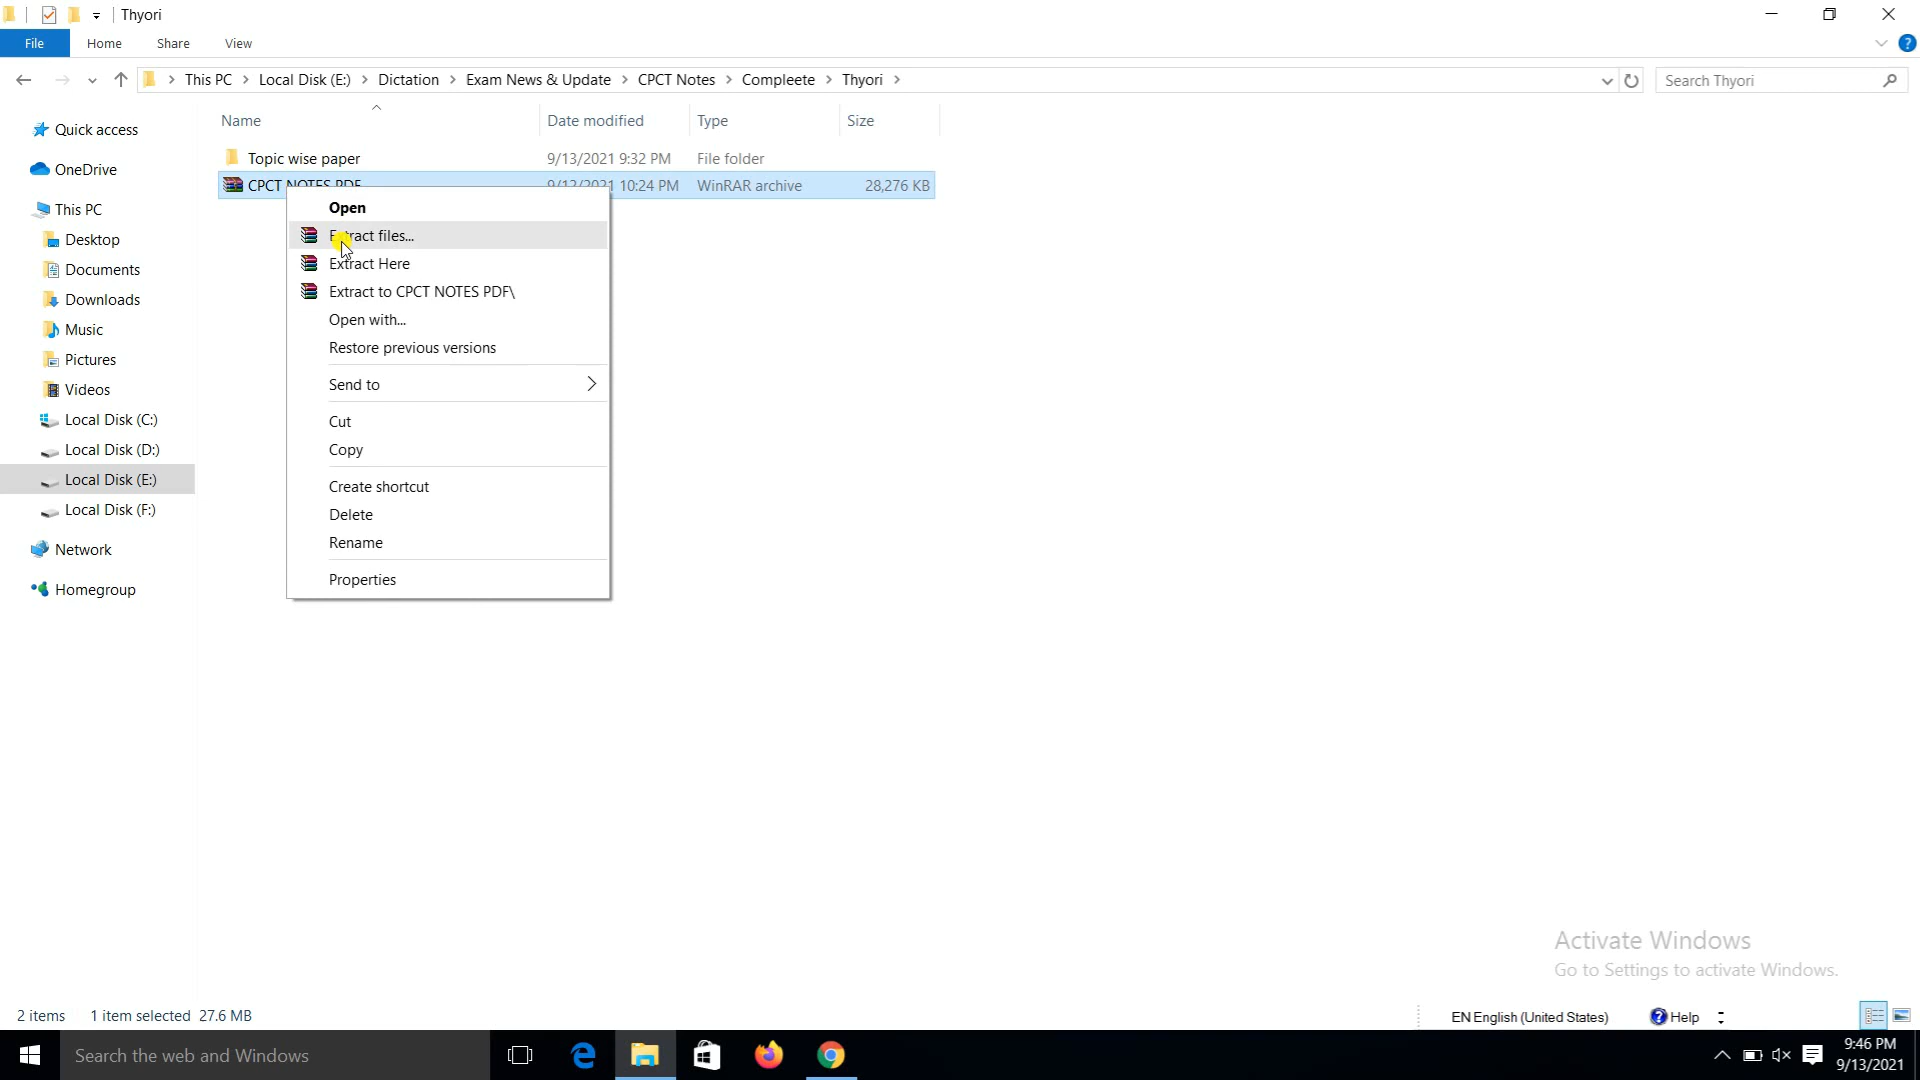 Thyori
File Home Share View
This PC Local Disk (E:) Dictation Exam News & Update CPCT Notes Compleete Thyori
Search Thyori
Name Date modified Type Size
Quick access
OneDrive
This PC
Desktop
Documents
Downloads
Music
Pictures
Videos
Local Disk (C:)
Local Disk (D:)
Local Disk (E:)
Local Disk (F:)
Network
Homegroup
Topic wise paper 9/13/2021 9:32 PM File folder
CPCT NOTES PDF 9/12/2021 10:24 PM WinRAR archive 28,276 KB
Open
Extract files...
Extract Here
Extract to CPCT NOTES PDF\
Open with...
Restore previous versions
Send to
Cut
Copy
Create shortcut
Delete
Rename
Properties
Activate Windows
Go to Settings to activate Windows.
2 items 1 item selected 27.6 MB
EN English (United States) Help
Search the web and Windows
9:46 PM
9/13/2021